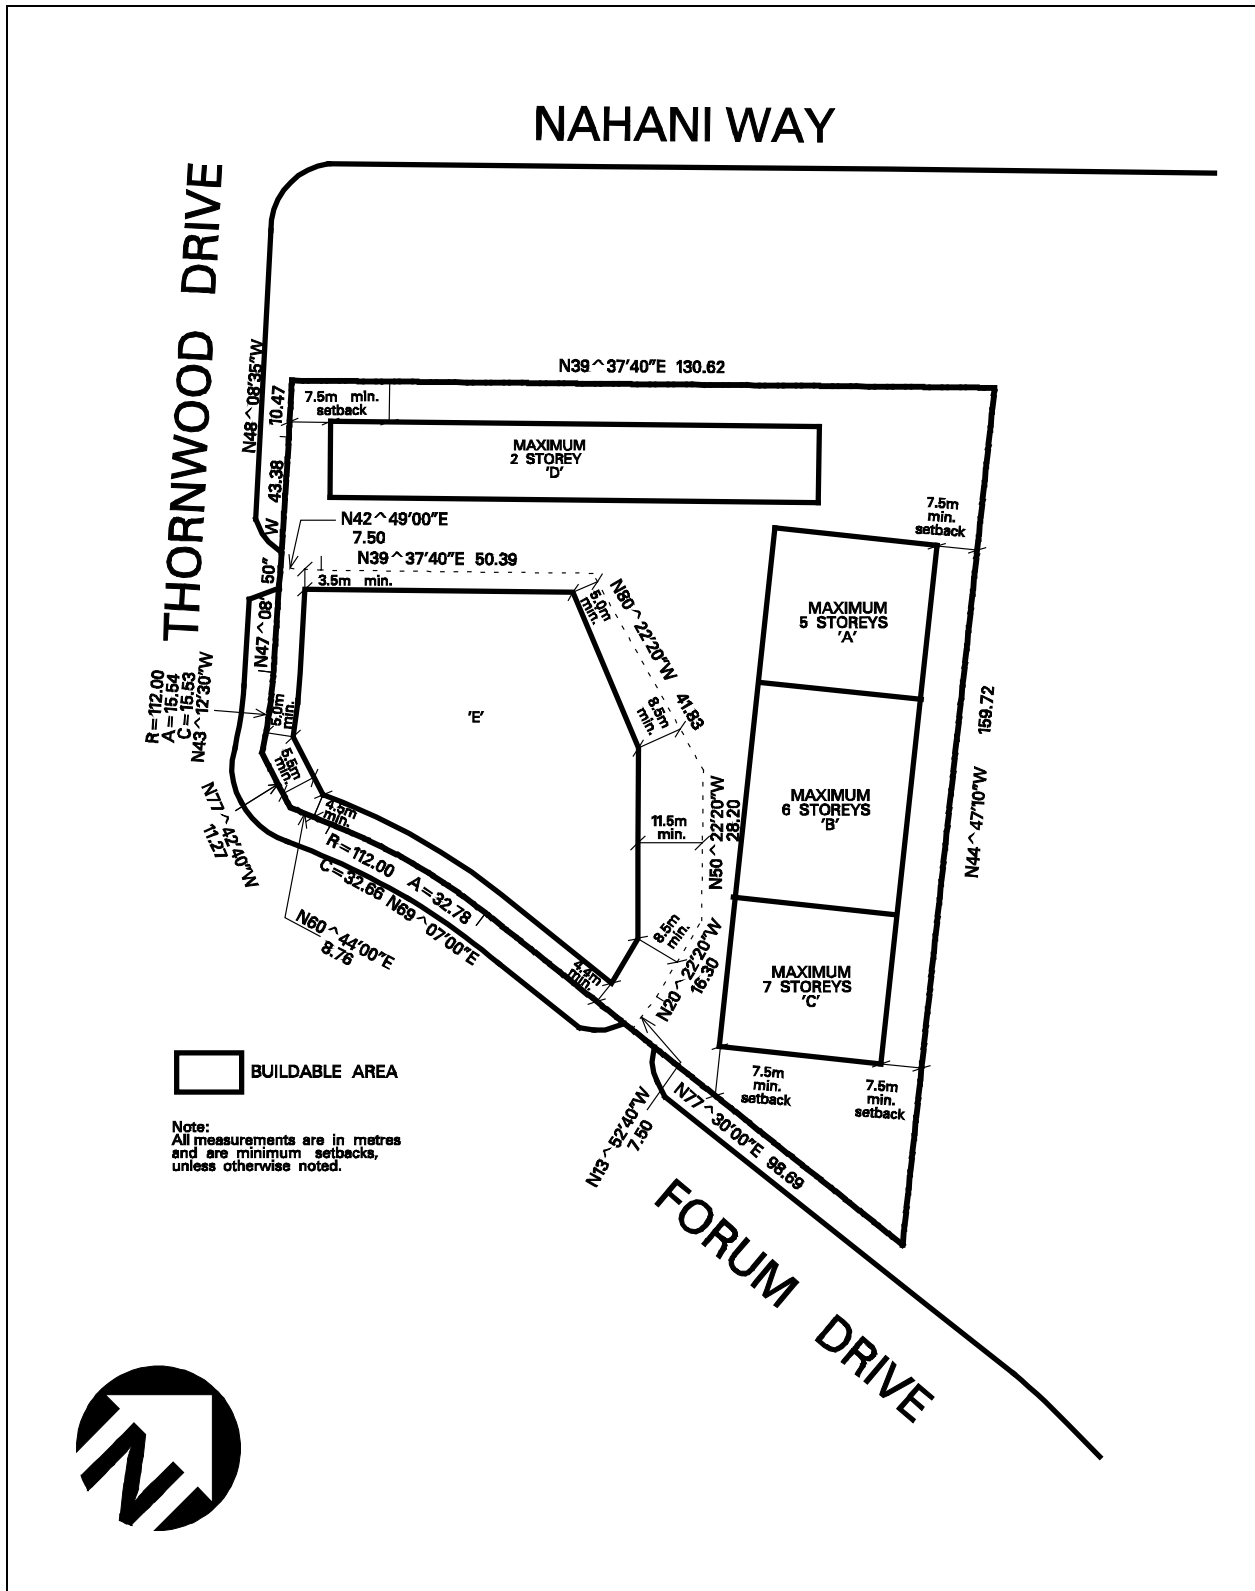 NAHANI WAY
THORNWOOD DRIVE
N39^37'40"E 130.62
N48^08'35"W
10.47
7.5m min.
setback
MAXIMUM
2 STOREY
'D'
43.38
N47^08' 50" W
7.5m
min.
setback
N42^49'00"E
7.50
N39^37'40"E 50.39
3.5m min.
5.0m
min.
N80^22'20"W 41.83
MAXIMUM
5 STOREYS
'A'
R=112.00
A=15.54
C=15.53
N43^12'30"W
5.0m
min.
'E'
8.5m
min.
159.72
N44^47'10"W
5.5m
min.
N77^42'40"W
11.27
4.5m
min.
11.5m
min.
N50^22'20"W
28.20
MAXIMUM
6 STOREYS
'B'
R=112.00 A=32.78
C=32.66 N69^07'00"E
N60^44'00"E
8.76
8.5m
min.
4.4m
min.
N20^22'20"W
16.30
MAXIMUM
7 STOREYS
'C'
BUILDABLE AREA
7.5m
min.
setback
7.5m
min.
setback
N13^52'40"W
7.50
N77^30'00"E 98.69
Note:
All measurements are in metres
and are minimum setbacks,
unless otherwise noted.
FORUM DRIVE
N